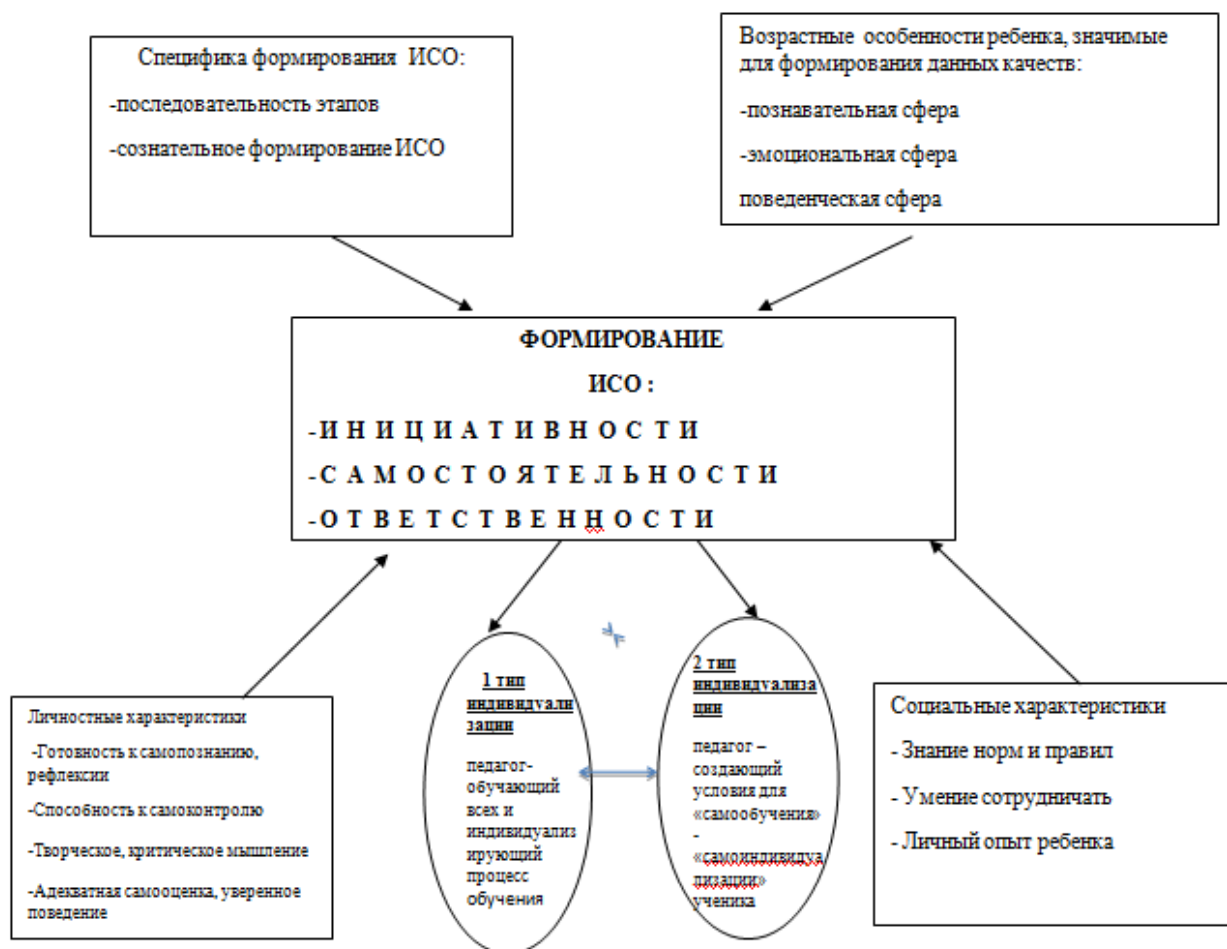 Специфика формирования ИСО:
-последовательность этапов
-сознательное формирование ИСО
Возрастные особенности ребенка, значимые
для формирования данных качеств:
-познавательная сфера
-эмоциональная сфера
поведенческая сфера
ФОРМИРОВАНИЕ
ИСО :
-И Н И Ц И А Т И В Н О С Т И
-С А М О С Т О Я Т Е Л Ь Н О С Т И
-О Т В Е Т С Т В Е Н Н О С Т И
Личностные характеристики
-Готовность к самопознанию,
рефлексии
-Способность к самоконтролю
-Творческое, критическое мышление
-Адекватная самооценка, уверенное
поведение
1 тип
индивидуали
зации
педагог-
обучающий
всех и
индивидуализ
ирующий
процесс
обучения
2 тип
индивидуализа
ции
педагог –
создающий
условия для
«самообучения»
-
«самоиндивидуа
лизации»
ученика
Социальные характеристики
- Знание норм и правил
- Умение сотрудничать
- Личный опыт ребенка